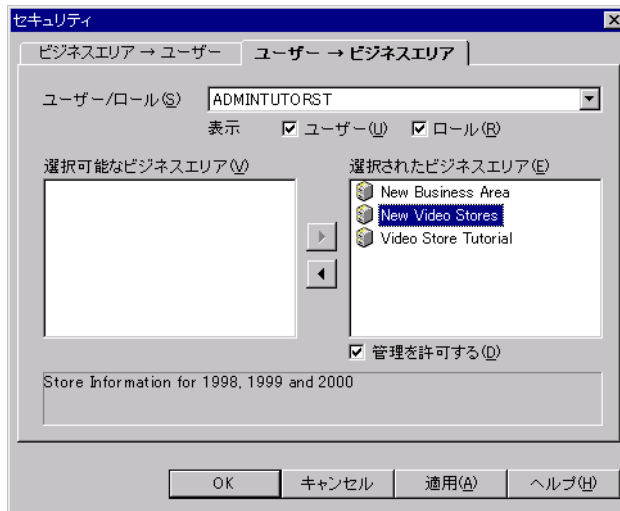 セキュリティ
ビジネスエリア → ユーザー ユーザー → ビジネスエリア
ユーザー/ロール(S) ADMINTUTORST
表示 ユーザー(U) ロール(R)
選択可能なビジネスエリア(V) 選択されたビジネスエリア(E)
New Business Area
New Video Stores
Video Store Tutorial
管理を許可する(D)
Store Information for 1998, 1999 and 2000
OK キャンセル 適用(A) ヘルプ(H)